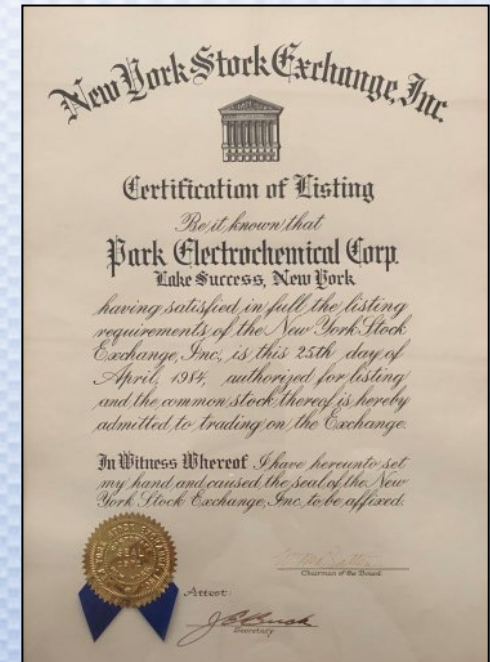 New York Stock Exchange, Inc.
Certification of Listing
Be it known that
Park Electrochemical Corp.
Lake Success, New York
having satisfied in full the listing
requirements of the New York Stock
Exchange, Inc., is this 25th day of
April, 1984, authorized for listing
and the common stock thereof is hereby
admitted to trading on the Exchange.
In Witness Whereof I have hereunto set
my hand and caused the seal of the New
York Stock Exchange, Inc. to be affixed.
Chairman of the Board
Attest:
Secretary